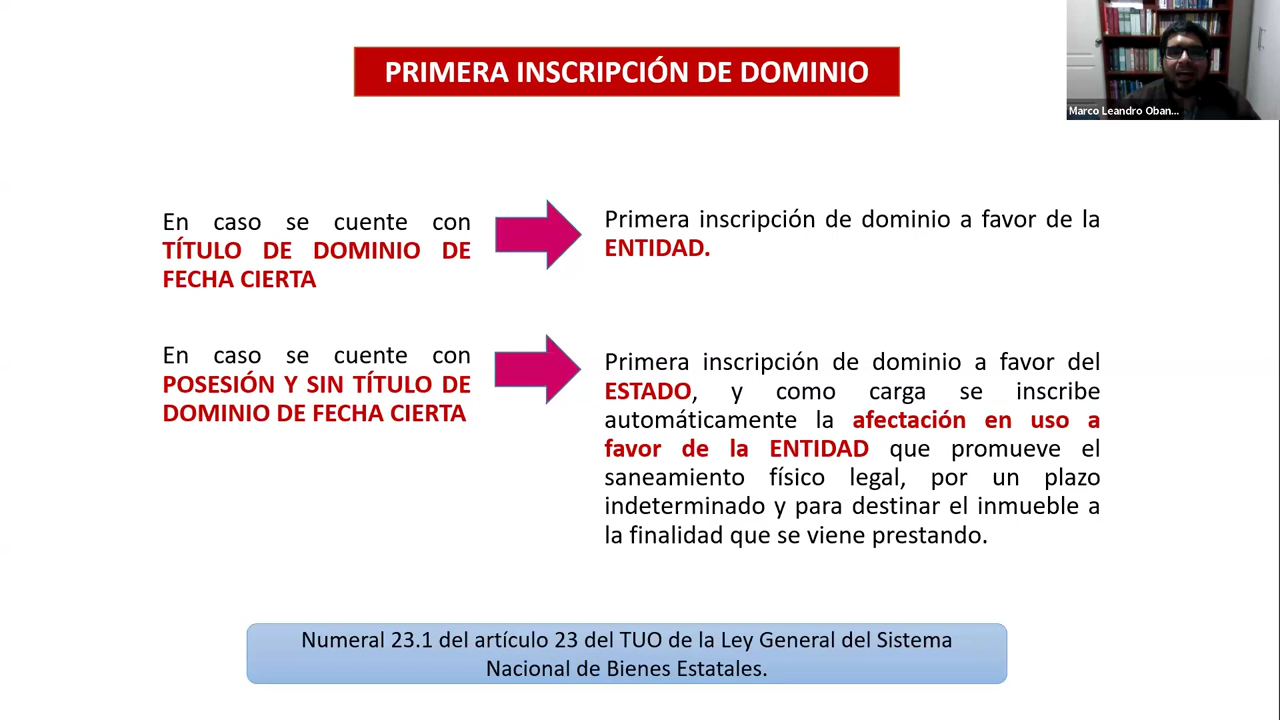 PRIMERA INSCRIPCIÓN DE DOMINIO
Marco Leandro Oban...
En caso se cuente con
TÍTULO DE DOMINIO DE
FECHA CIERTA
Primera inscripción de dominio a favor de la
ENTIDAD.
En caso se cuente con
POSESIÓN Y SIN TÍTULO DE
DOMINIO DE FECHA CIERTA
Primera inscripción de dominio a favor del
ESTADO, y como carga se inscribe
automáticamente la afectación en uso a
favor de la ENTIDAD que promueve el
saneamiento físico legal, por un plazo
indeterminado y para destinar el inmueble a
la finalidad que se viene prestando.
Numeral 23.1 del artículo 23 del TUO de la Ley General del Sistema
Nacional de Bienes Estatales.